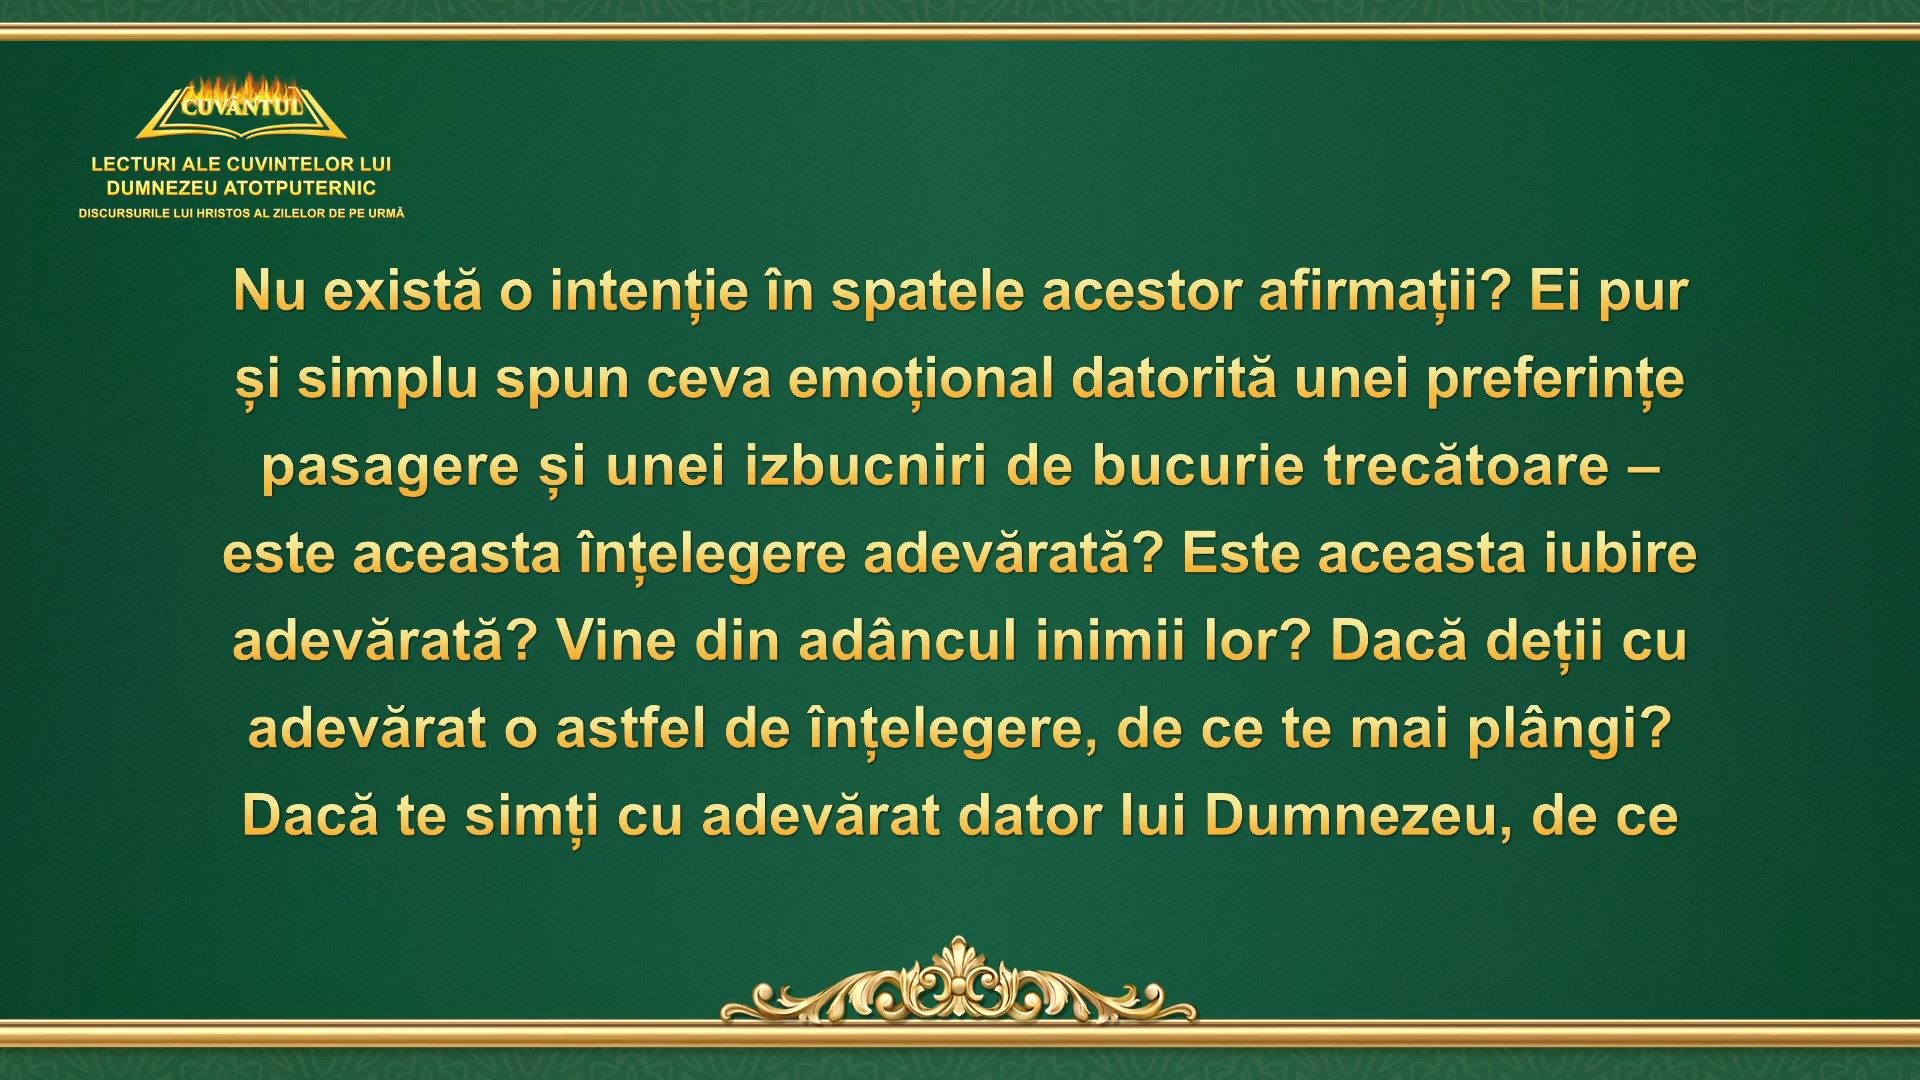 CUVÂNTUL
LECTURI ALE CUVINTELOR LUI
DUMNEZEU ATOTPUTERNIC
DISCURSURILE LUI HRISTOS AL ZILELOR DE PE URMĂ
Nu există o intenție în spatele acestor afirmații? Ei pur
și simplu spun ceva emoțional datorită unei preferințe
pasagere și unei izbucniri de bucurie trecătoare –
este aceasta înțelegere adevărată? Este aceasta iubire
adevărată? Vine din adâncul inimii lor? Dacă deții cu
adevărat o astfel de înțelegere, de ce te mai plângi?
Dacă te simți cu adevărat dator lui Dumnezeu, de ce